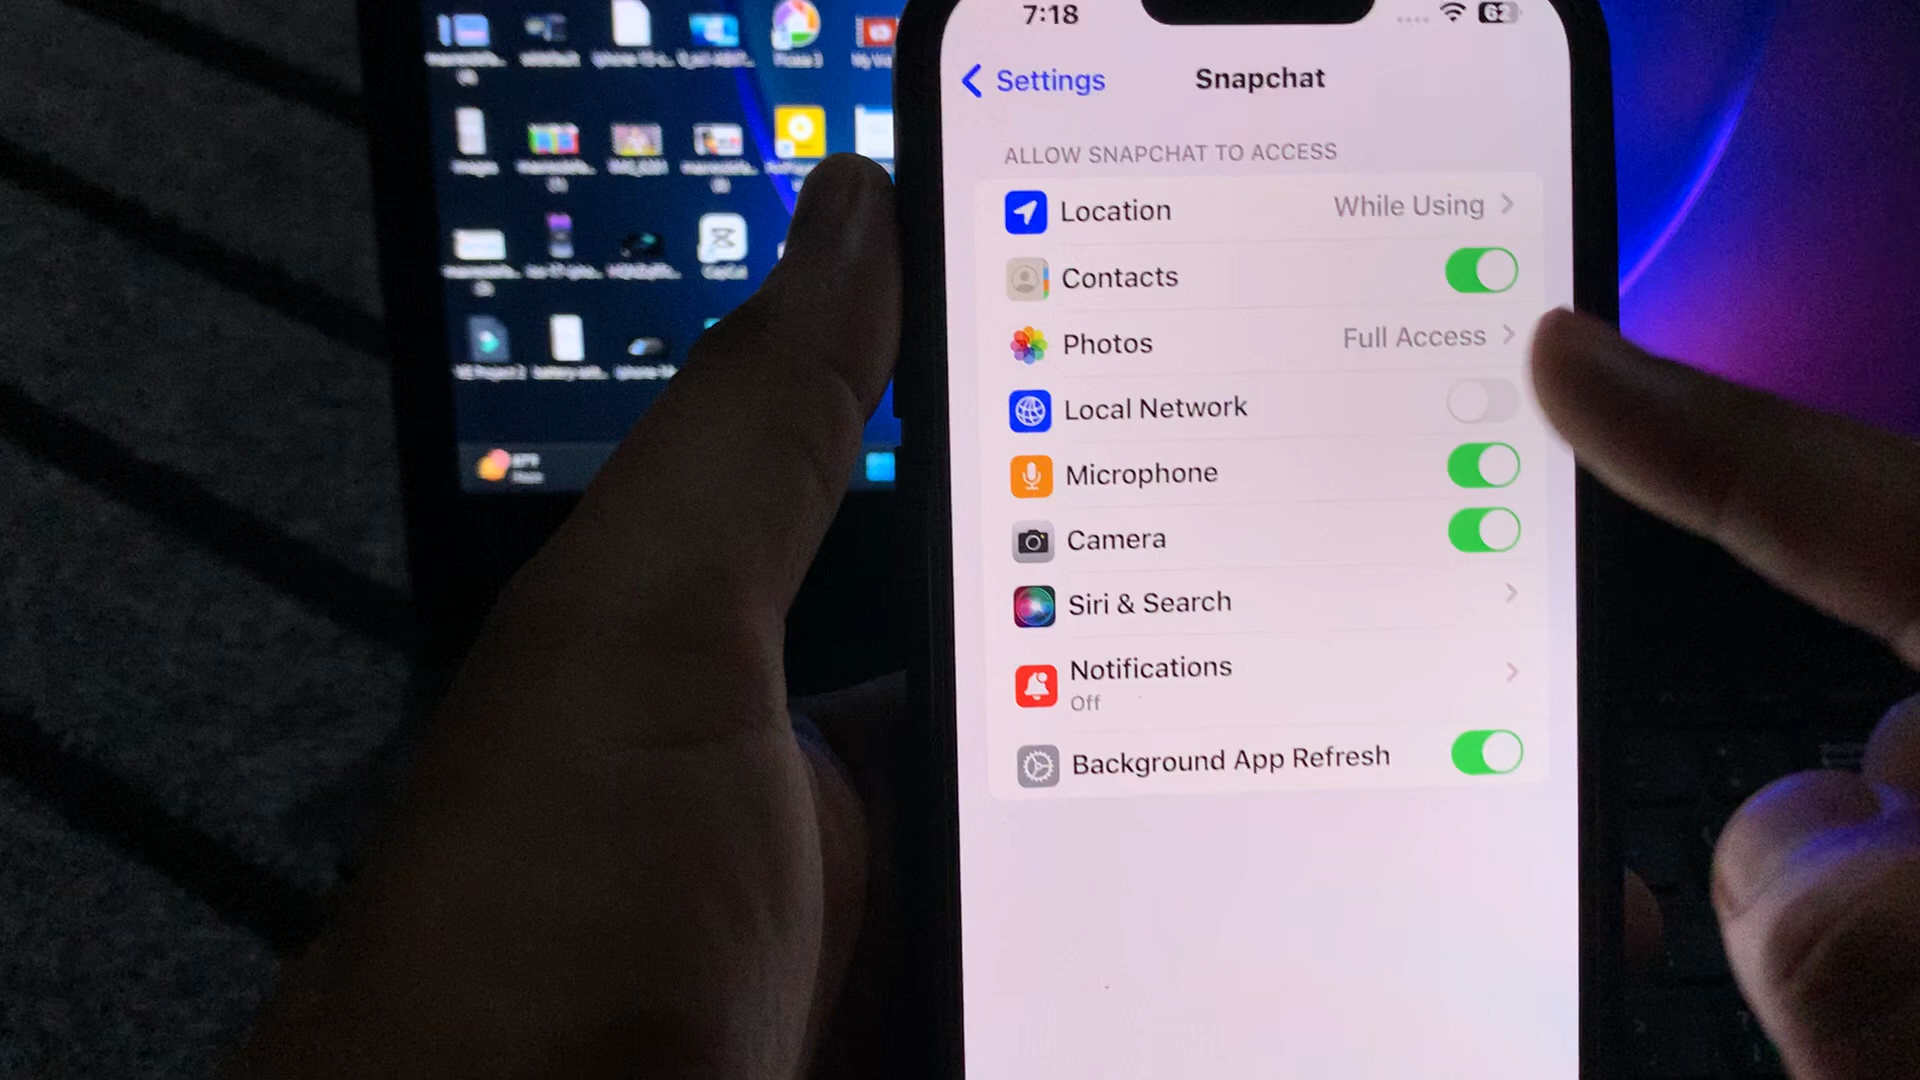 7:18
62
Settings
Snapchat
ALLOW SNAPCHAT TO ACCESS
Location While Using
Contacts
Photos Full Access
Local Network
Microphone
Camera
Siri & Search
Notifications
Off
Background App Refresh